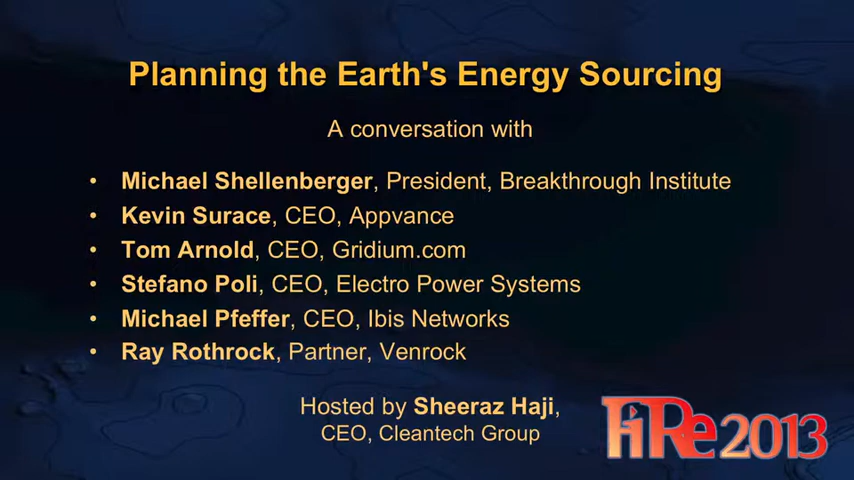 Planning the Earth's Energy Sourcing
A conversation with
• Michael Shellenberger, President, Breakthrough Institute
• Kevin Surace, CEO, Appvance
• Tom Arnold, CEO, Gridium.com
• Stefano Poli, CEO, Electro Power Systems
• Michael Pfeffer, CEO, Ibis Networks
• Ray Rothrock, Partner, Venrock
Hosted by Sheeraz Haji,
CEO, Cleantech Group
FiRe 2013